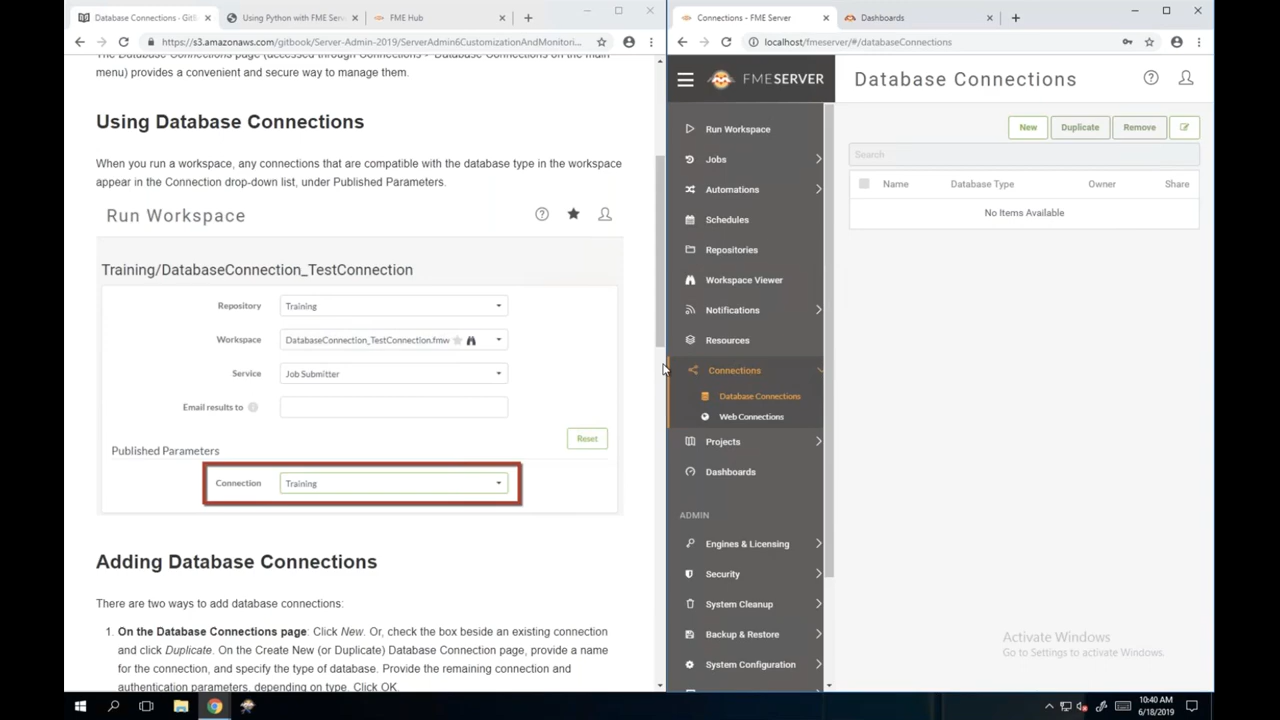 Database Connections · GitB
Using Python with FME Serve
FME Hub
https://s3.amazonaws.com/gitbook/Server-Admin-2019/ServerAdmin6CustomizationAndMonitori...
menu) provides a convenient and secure way to manage them.
Using Database Connections
When you run a workspace, any connections that are compatible with the database type in the workspace
appear in the Connection drop-down list, under Published Parameters.
Run Workspace
Training/DatabaseConnection_TestConnection
Repository Training
Workspace DatabaseConnection_TestConnection.fmw
Service Job Submitter
Email results to
Reset
Published Parameters
Connection Training
Adding Database Connections
There are two ways to add database connections:
1. On the Database Connections page: Click New. Or, check the box beside an existing connection
and click Duplicate. On the Create New (or Duplicate) Database Connection page, provide a name
for the connection, and specify the type of database. Provide the remaining connection and
authentication parameters, depending on type. Click OK.
Connections - FME Server
Dashboards
localhost/fmeserver/#/databaseConnections
FMESERVER
Database Connections
Run Workspace
Jobs
Automations
Schedules
Repositories
Workspace Viewer
Notifications
Resources
Connections
Database Connections
Web Connections
Projects
Dashboards
ADMIN
Engines & Licensing
Security
System Cleanup
Backup & Restore
System Configuration
New Duplicate Remove
Search
Name Database Type Owner Share
No Items Available
Activate Windows
Go to Settings to activate Windows.
10:40 AM
6/18/2019